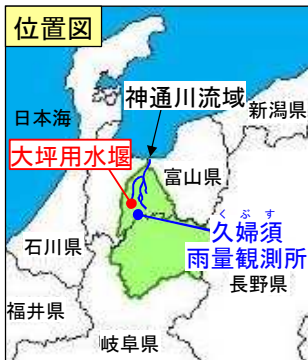 位置図
神通川流域
新潟県
日本海
大坪用水堰
富山県
くぶす
久婦須
雨量観測所
石川県
長野県
福井県
岐阜県